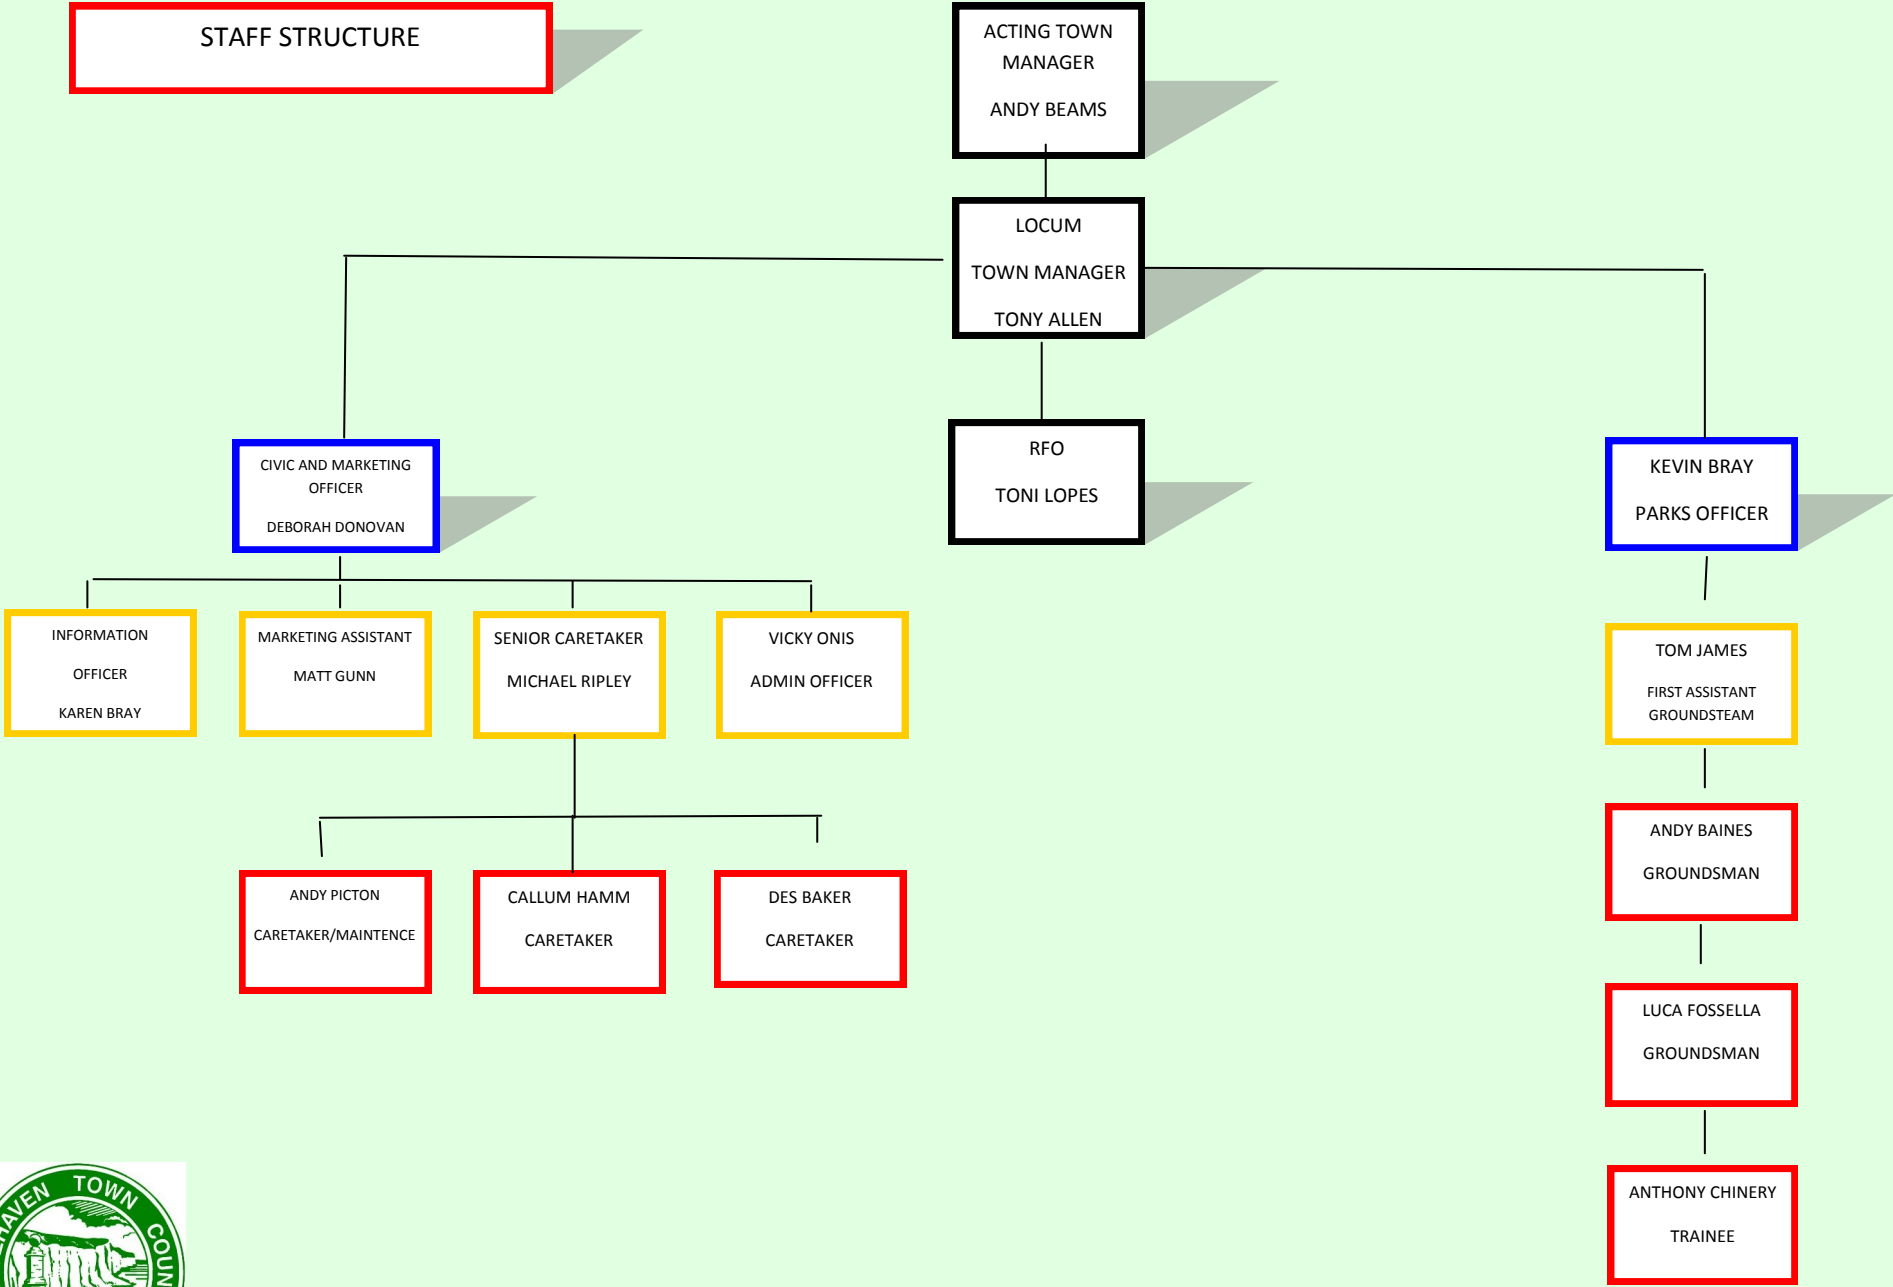 STAFF STRUCTURE
ACTING TOWN
MANAGER
ANDY BEAMS
LOCUM
TOWN MANAGER
TONY ALLEN
CIVIC AND MARKETING
OFFICER
DEBORAH DONOVAN
RFO
TONI LOPES
KEVIN BRAY
PARKS OFFICER
INFORMATION
OFFICER
KAREN BRAY
MARKETING ASSISTANT
MATT GUNN
SENIOR CARETAKER
MICHAEL RIPLEY
VICKY ONIS
ADMIN OFFICER
TOM JAMES
FIRST ASSISTANT
GROUNDSTEAM
ANDY PICTON
CARETAKER/MAINTENCE
CALLUM HAMM
CARETAKER
DES BAKER
CARETAKER
ANDY BAINES
GROUNDSMAN
LUCA FOSSELLA
GROUNDSMAN
ANTHONY CHINERY
TRAINEE
TOWN